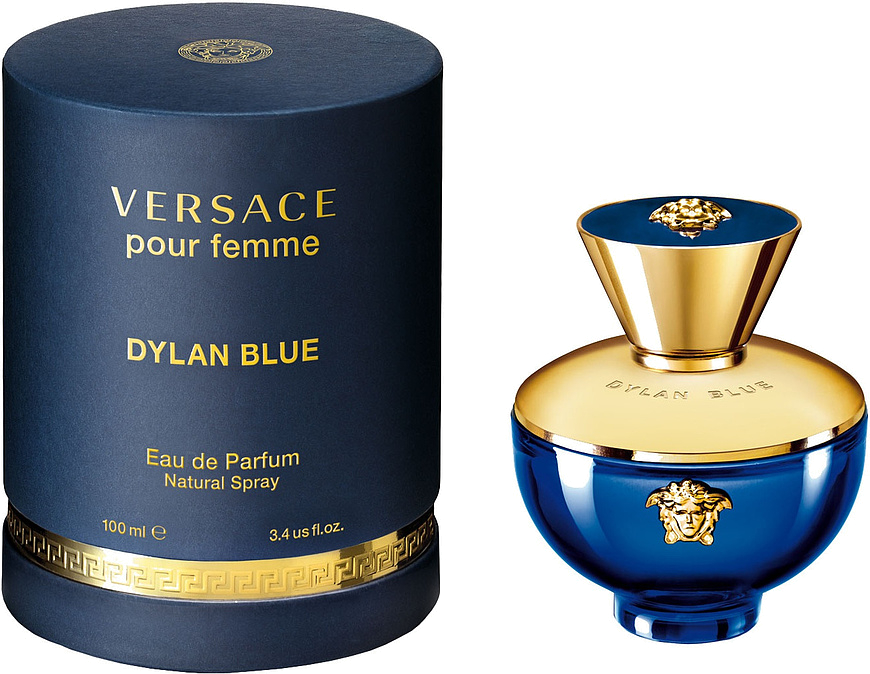 VERSACE
pour femme
DYLAN BLUE
Eau de Parfum
Natural Spray
100 ml ℮
3.4 us fl.oz.
DYLAN BLUE